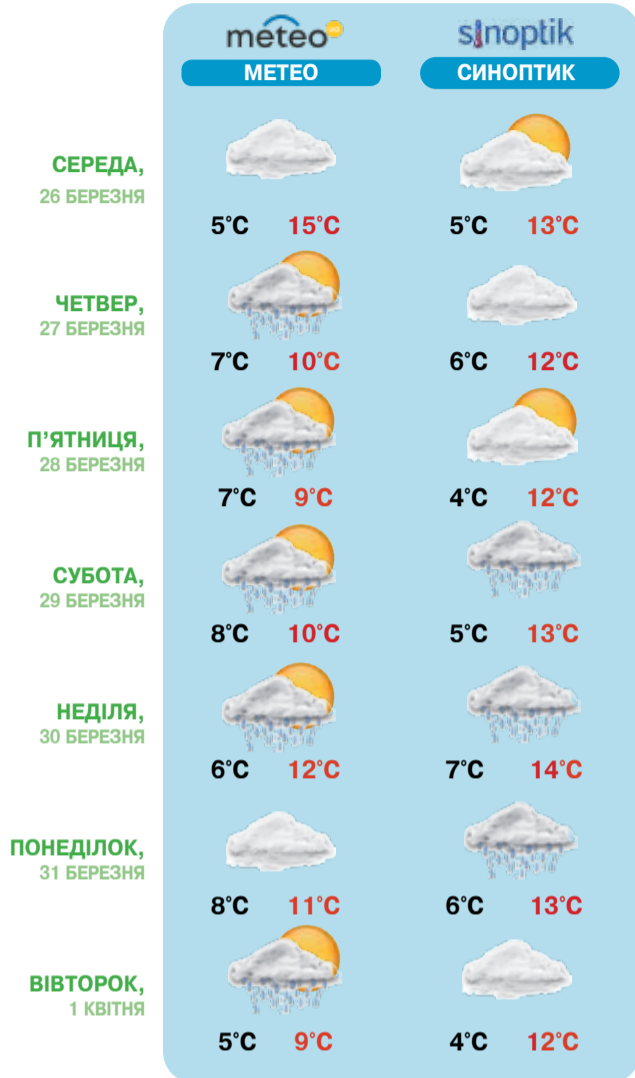 meteo
sinoptik
МЕТЕО
СИНОПТИК
СЕРЕДА,
26 БЕРЕЗНЯ
5°C 15°C 5°C 13°C
ЧЕТВЕР,
27 БЕРЕЗНЯ
7°C 10°C 6°C 12°C
П’ЯТНИЦЯ,
28 БЕРЕЗНЯ
7°C 9°C 4°C 12°C
СУБОТА,
29 БЕРЕЗНЯ
8°C 10°C 5°C 13°C
НЕДІЛЯ,
30 БЕРЕЗНЯ
6°C 12°C 7°C 14°C
ПОНЕДІЛОК,
31 БЕРЕЗНЯ
8°C 11°C 6°C 13°C
ВІВТОРОК,
1 КВІТНЯ
5°C 9°C 4°C 12°C